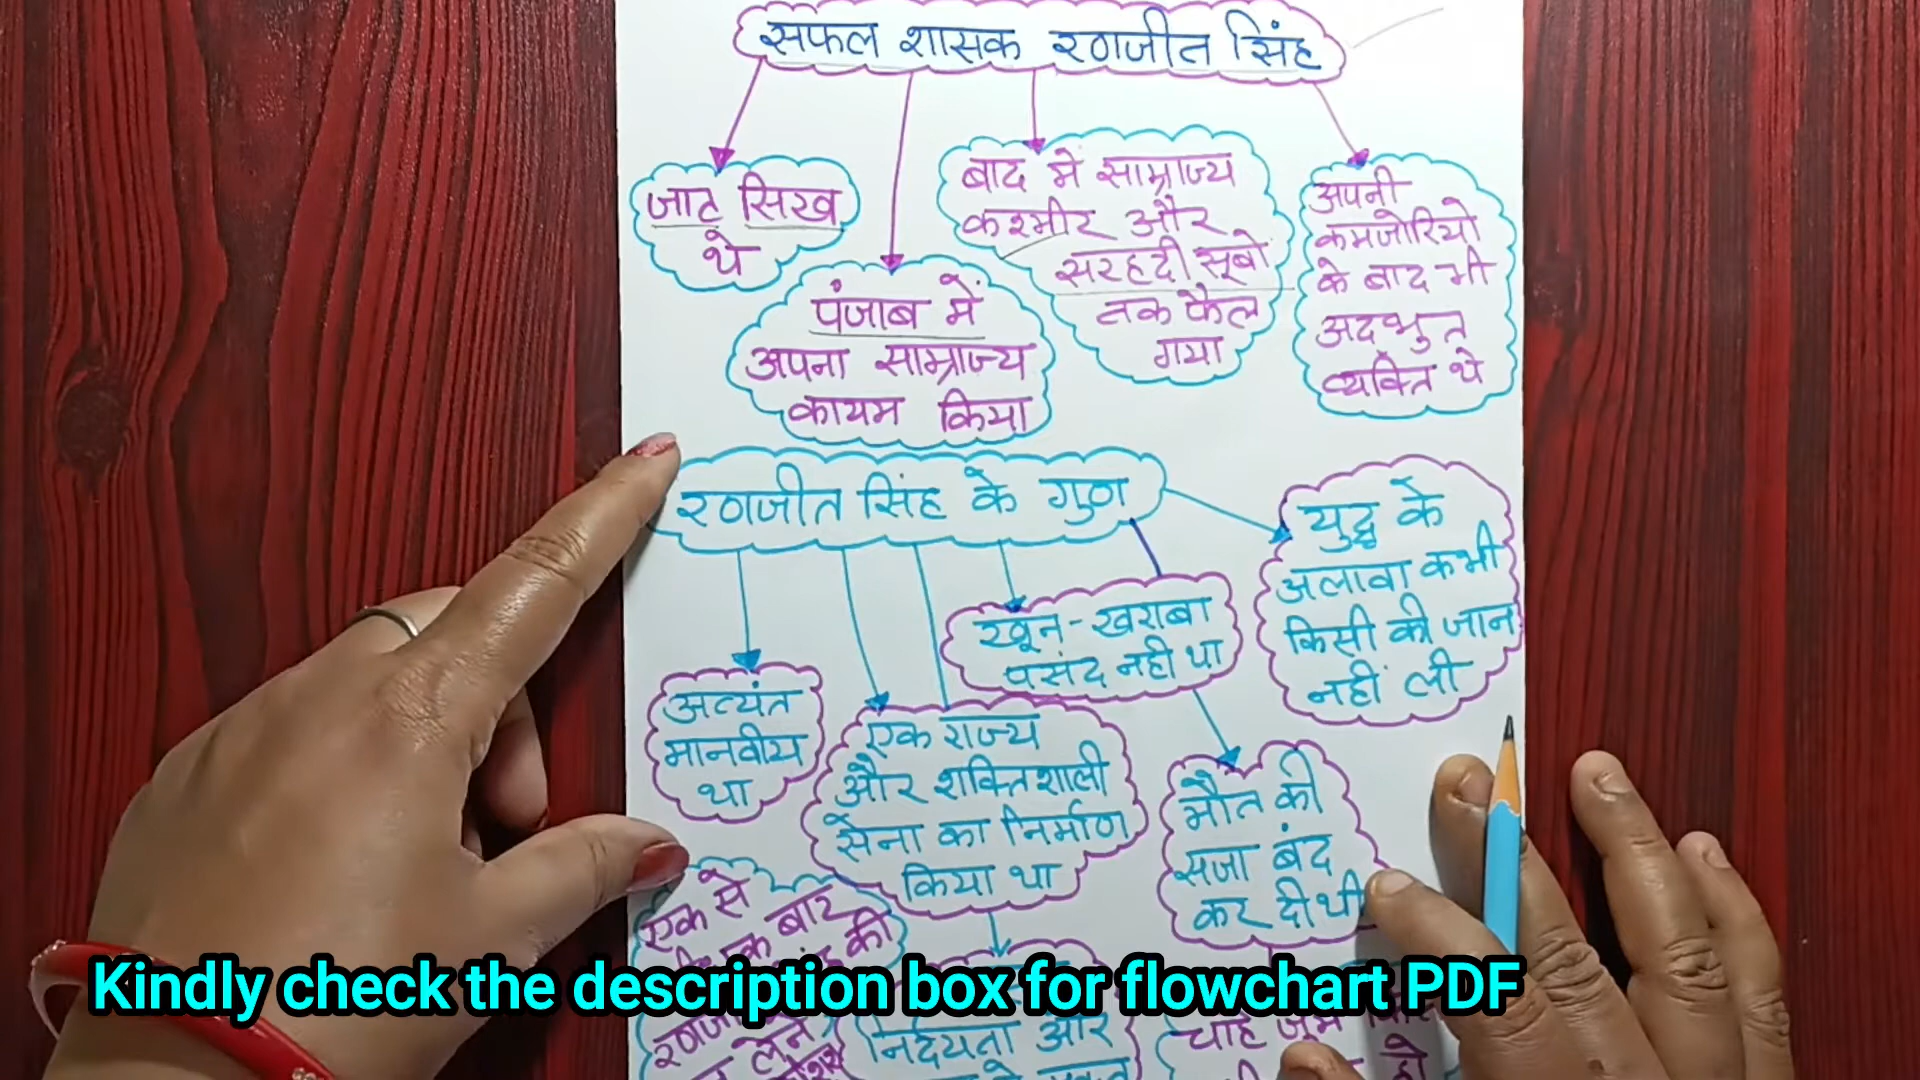 सफल शासक रणजीत सिंह
जाट सिख
थे
पंजाब में
अपना साम्राज्य
कायम किया
बाद में साम्राज्य
कश्मीर और
सरहदी सूबो
तक फैल
गया
अपनी
कमजोरियो
के बाद भी
अदभुत
व्यक्ति थे
रणजीत सिंह के गुण
अत्यंत
मानवीय
था
एक राज्य
और शक्तिशाली
सेना का निर्माण
किया था
खून-खराबा
पसंद नही था
मौत की
सजा बंद
कर दी थी
युद्ध के
अलावा कभी
किसी की जान
नहीं ली
एक से
एक बार
की
निर्दयता और
चाहे जुर्म
हो
Kindly check the description box for flowchart PDF